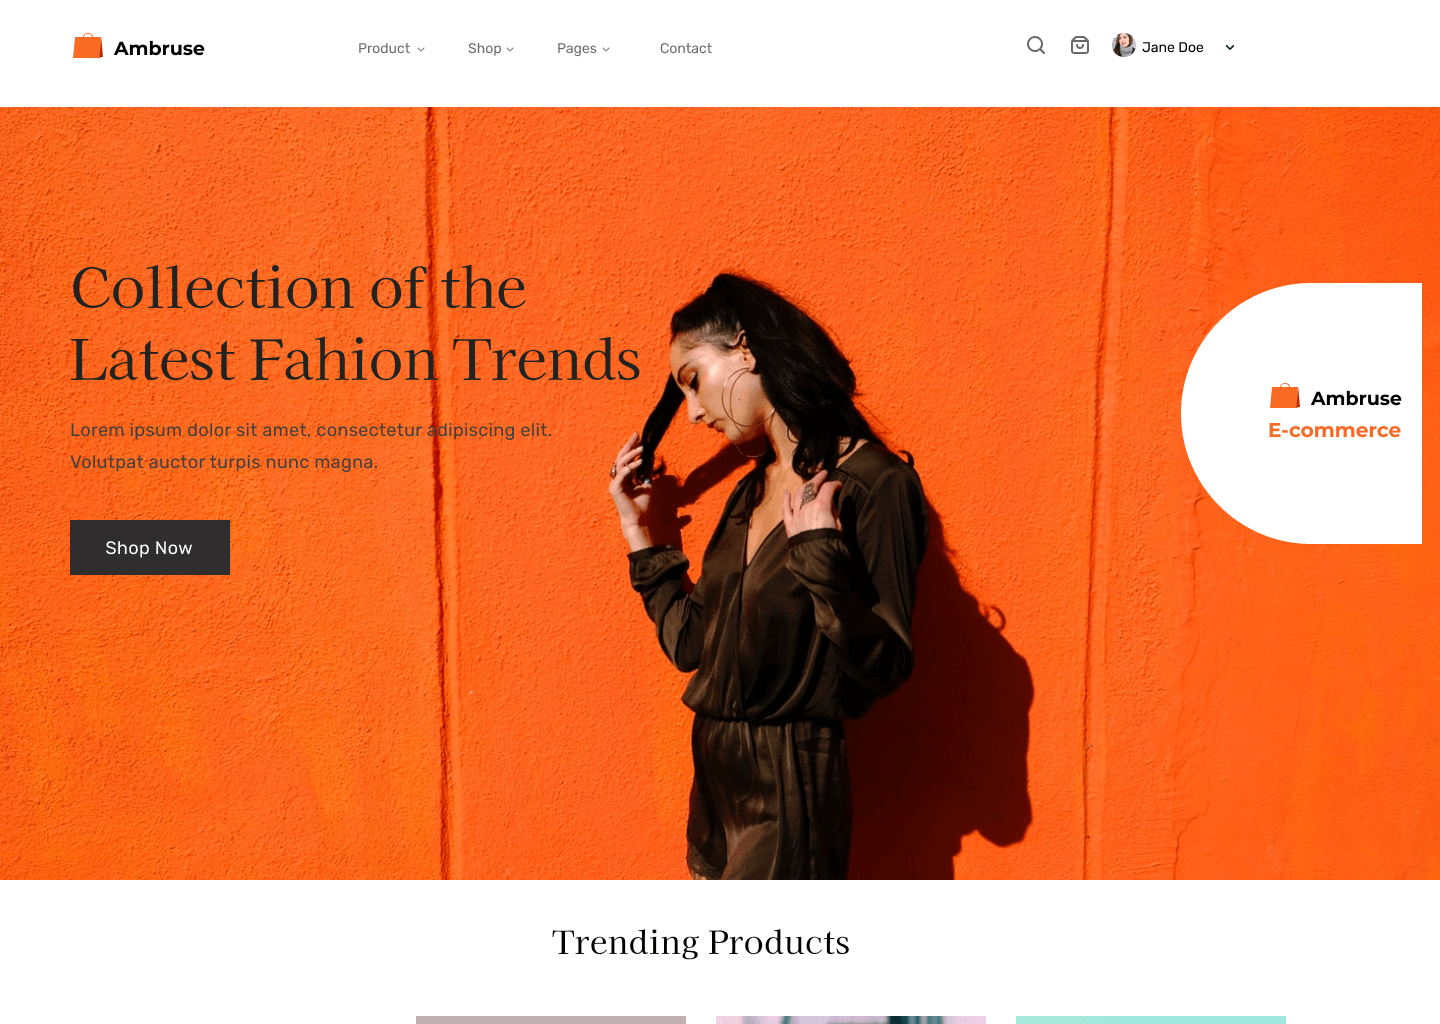 Ambruse
Product
Shop
Pages
Contact
Jane Doe
Collection of the
Latest Fahion Trends
Lorem ipsum dolor sit amet, consectetur adipiscing elit.
Volutpat auctor turpis nunc magna.
Shop Now
Ambruse
E-commerce
Trending Products